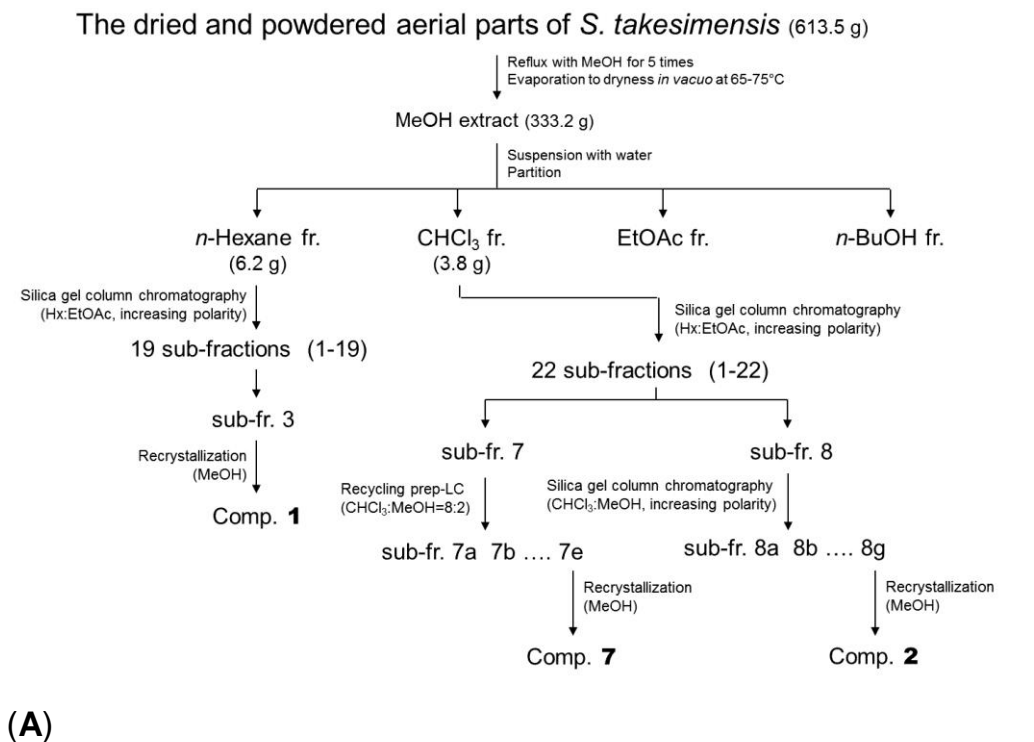 The dried and powdered aerial parts of S. takesimensis (613.5 g)
Reflux with MeOH for 5 times
Evaporation to dryness in vacuo at 65-75°C
MeOH extract (333.2 g)
Suspension with water
Partition
n-Hexane fr.
(6.2 g)
CHCl₃ fr.
(3.8 g)
EtOAc fr.
n-BuOH fr.
Silica gel column chromatography
(Hx:EtOAc, increasing polarity)
Silica gel column chromatography
(Hx:EtOAc, increasing polarity)
19 sub-fractions (1-19)
22 sub-fractions (1-22)
sub-fr. 3
sub-fr. 7
sub-fr. 8
Recrystallization
(MeOH)
Recycling prep-LC
(CHCl₃:MeOH=8:2)
Silica gel column chromatography
(CHCl₃:MeOH, increasing polarity)
Comp. 1
sub-fr. 7a 7b .... 7e
sub-fr. 8a 8b .... 8g
Recrystallization
(MeOH)
Recrystallization
(MeOH)
Comp. 7
Comp. 2
(A)